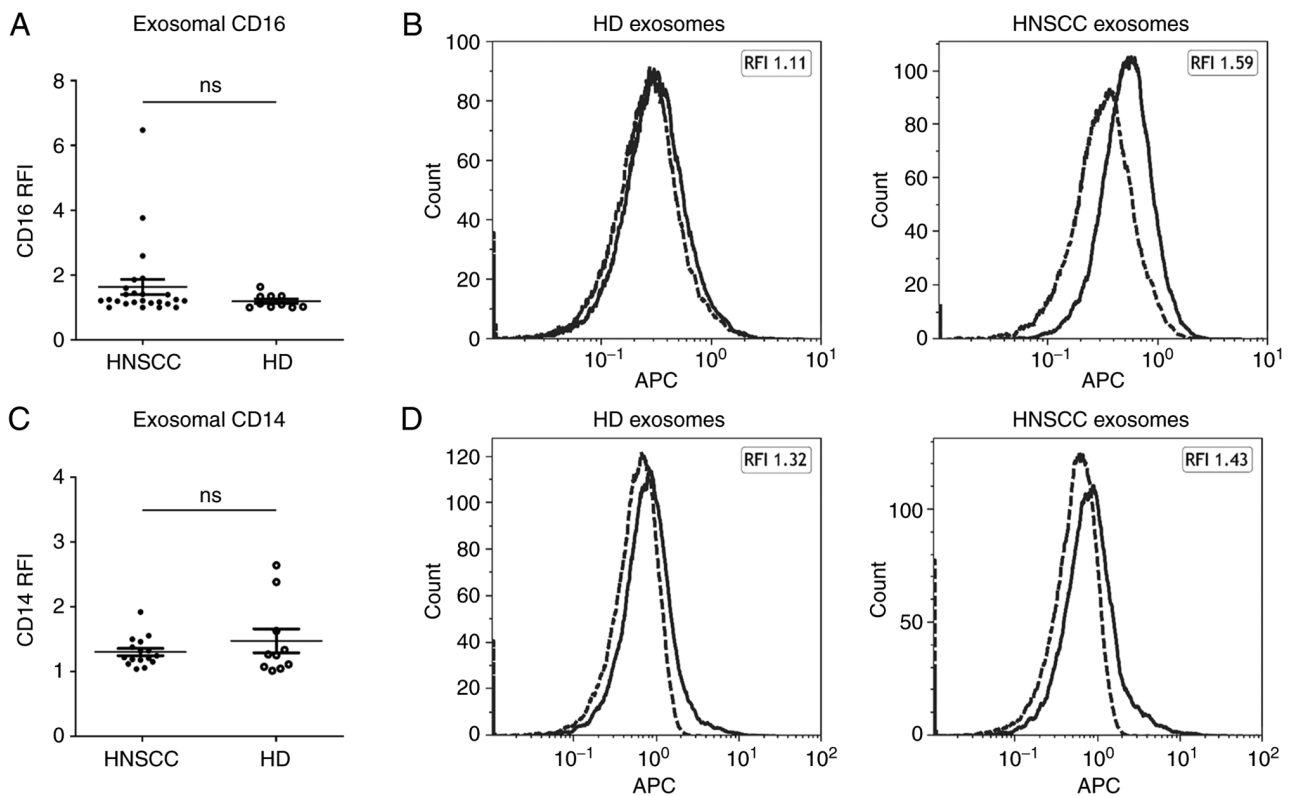 A
Exosomal CD16
ns
CD16 RFI
8
6
4
2
0
HNSCC
HD
B
HD exosomes
RFI 1.11
Count
100
80
60
40
20
0
10⁻¹
10⁰
10¹
APC
HNSCC exosomes
RFI 1.59
Count
100
80
60
40
20
0
10⁻¹
10⁰
10¹
APC
C
Exosomal CD14
ns
CD14 RFI
4
3
2
1
0
HNSCC
HD
D
HD exosomes
RFI 1.32
Count
120
100
80
60
40
20
0
10⁻¹
10⁰
10¹
10²
APC
HNSCC exosomes
RFI 1.43
Count
100
50
0
10⁻¹
10⁰
10¹
10²
APC